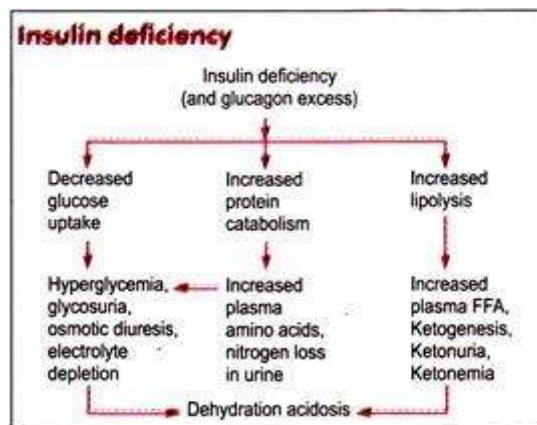 Insulin deficiency
Insulin deficiency
(and glucagon excess)
Decreased
glucose
uptake
Increased
protein
catabolism
Increased
lipolysis
Hyperglycemia,
glycosuria,
osmotic diuresis,
electrolyte
depletion
Increased
plasma
amino acids,
nitrogen loss
in urine
Increased
plasma FFA,
Ketogenesis,
Ketonuria,
Ketonemia
Dehydration acidosis